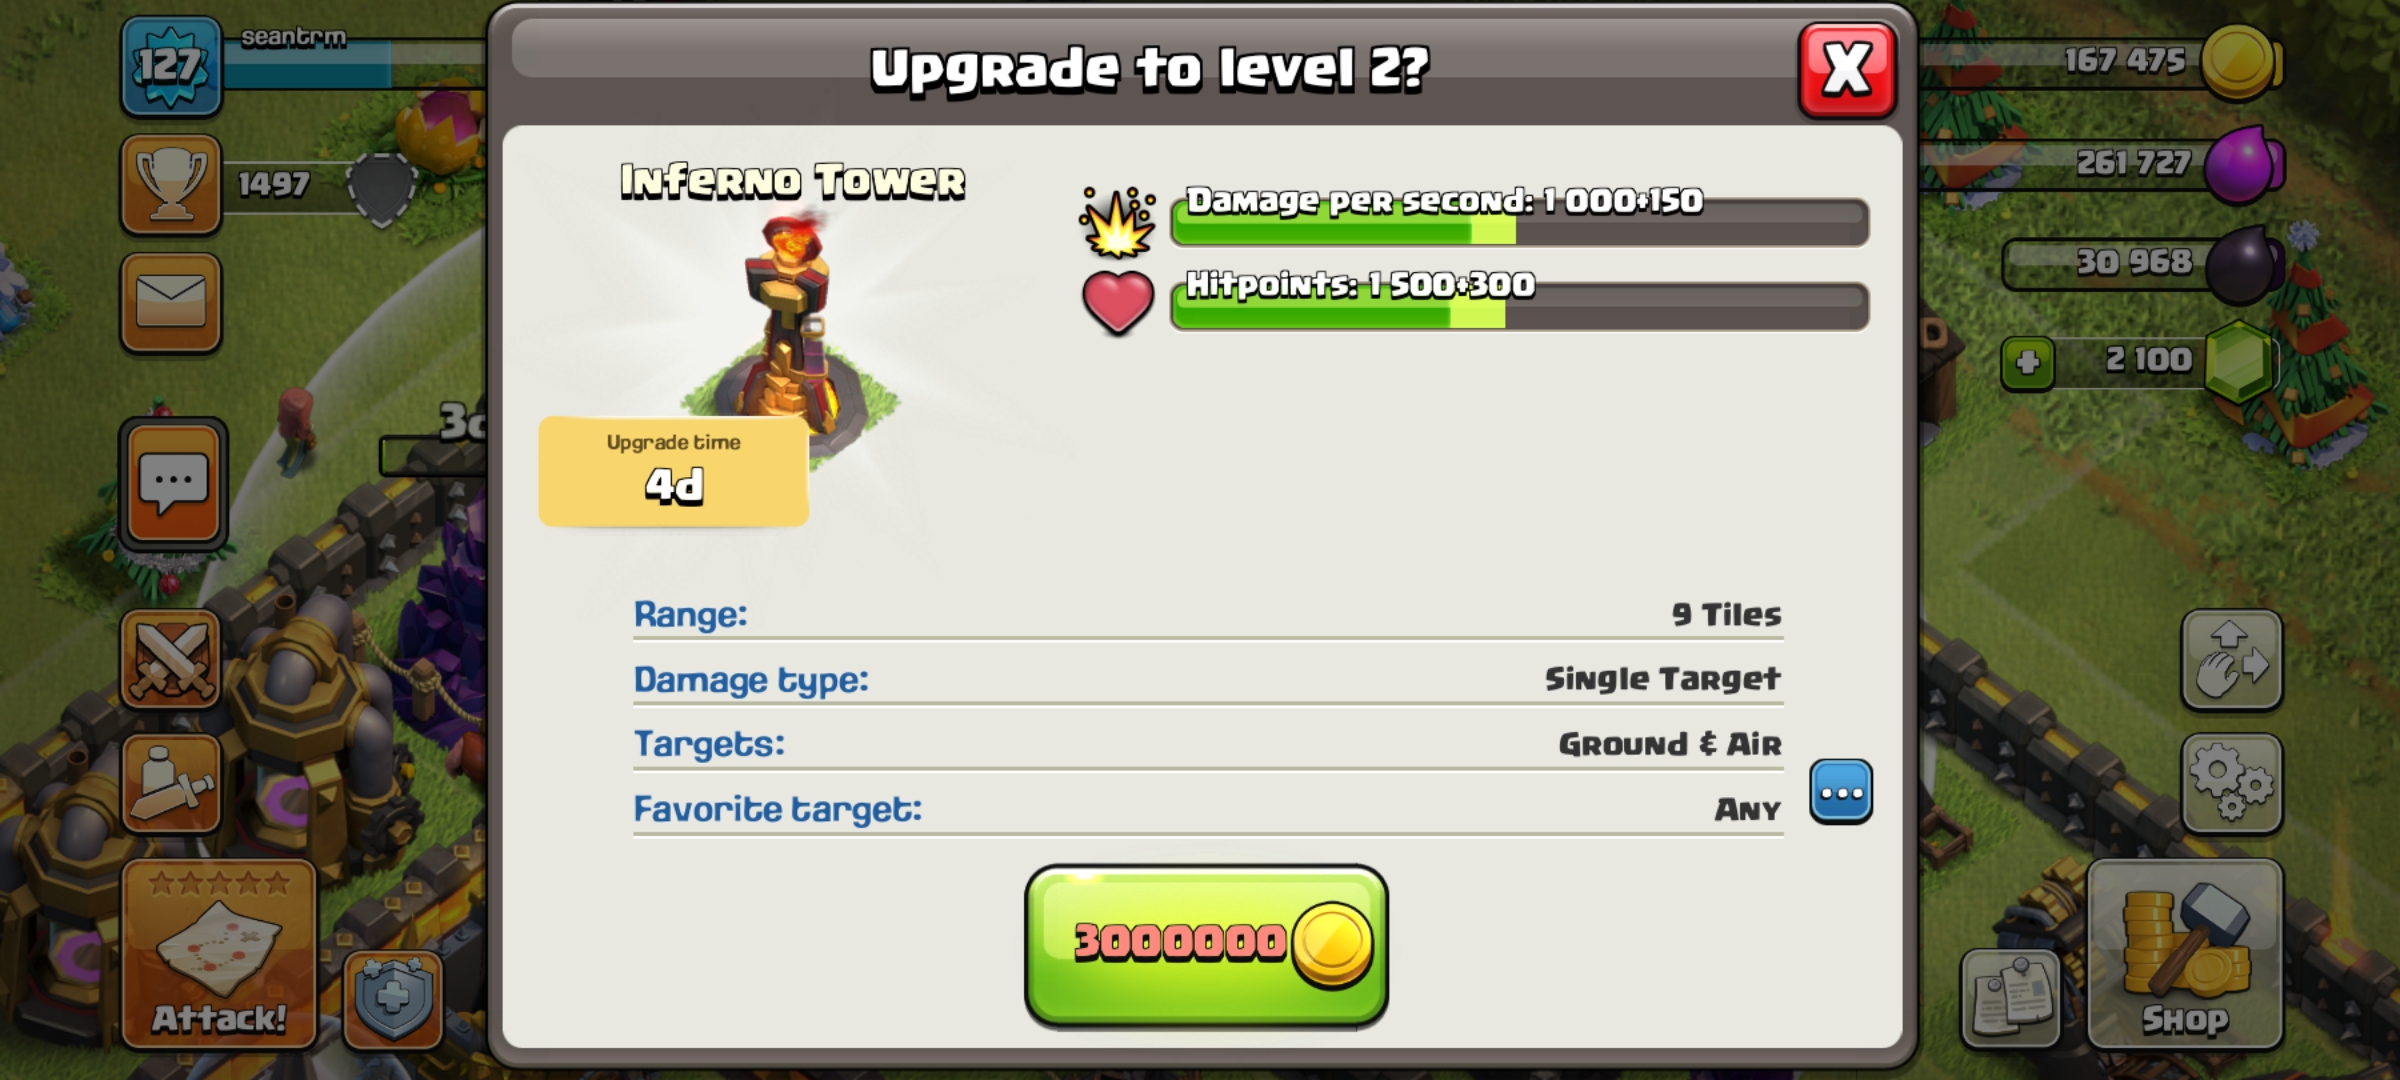 127
seantrm
1497
Upgrade to level 2?
X
167 475
261 727
30 968
2 100
Inferno Tower
Damage per second: 1 000+150
Hitpoints: 1 500+300
Upgrade time
4d
Range: 9 Tiles
Damage type: Single Target
Targets: Ground & Air
Favorite target: Any
3000000
Attack!
Shop